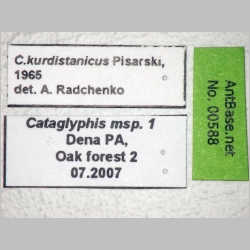 C.kurdistanicus Pisarski,
1965
det. A. Radchenko
Cataglyphis msp. 1
Dena PA,
Oak forest 2
07.2007
AntBase.net
No. 00588